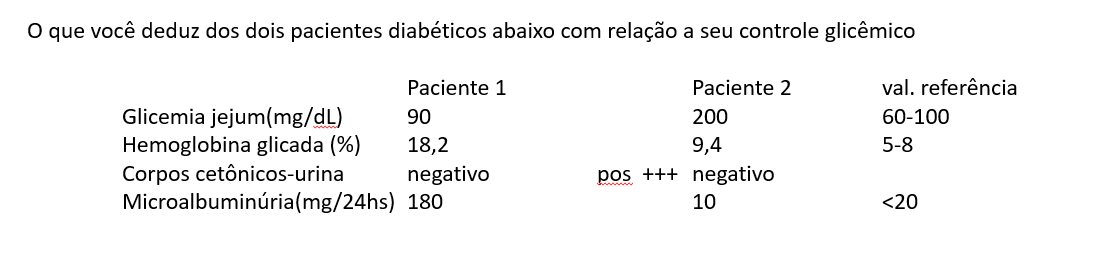 O que você deduz dos dois pacientes diabéticos abaixo com relação a seu controle glicêmico
Paciente 1 Paciente 2 val. referência
Glicemia jejum(mg/dL) 90 200 60-100
Hemoglobina glicada (%) 18,2 9,4 5-8
Corpos cetônicos-urina negativo pos +++ negativo
Microalbuminúria(mg/24hs) 180 10 <20